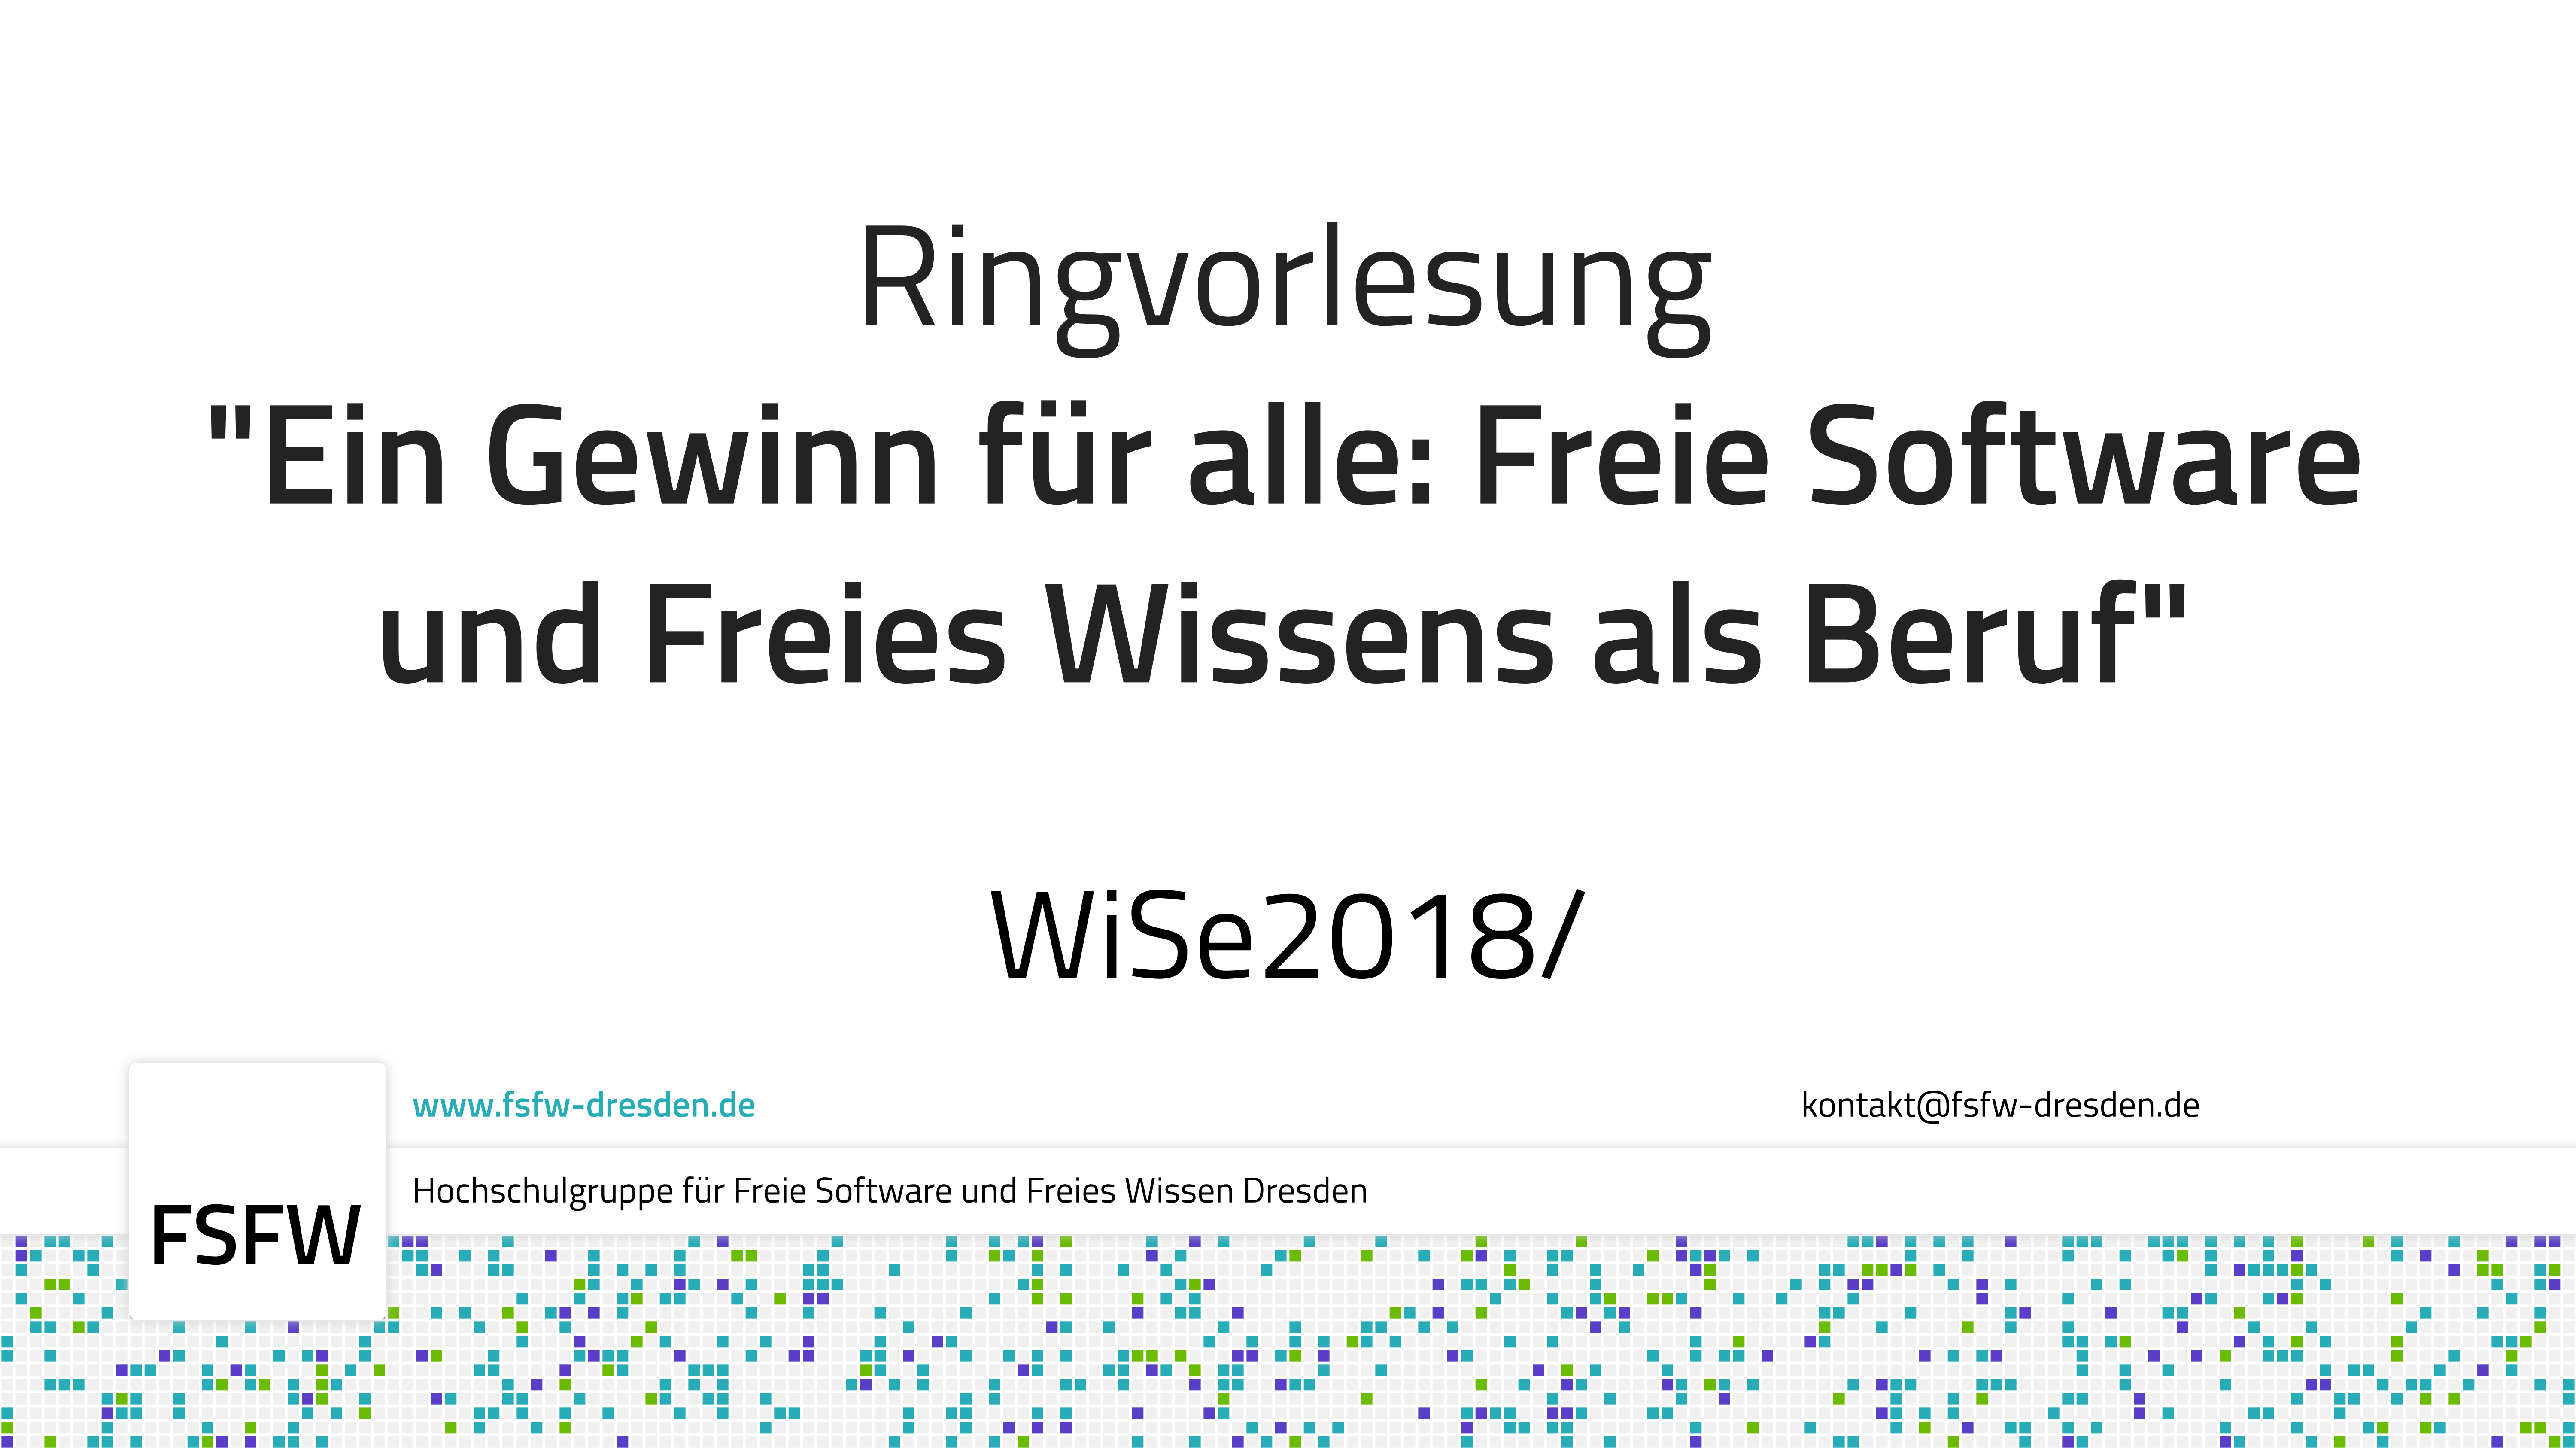 Ringvorlesung
"Ein Gewinn für alle: Freie Software
und Freies Wissens als Beruf"
WiSe2018/
www.fsfw-dresden.de
kontakt@fsfw-dresden.de
Hochschulgruppe für Freie Software und Freies Wissen Dresden
FSFW